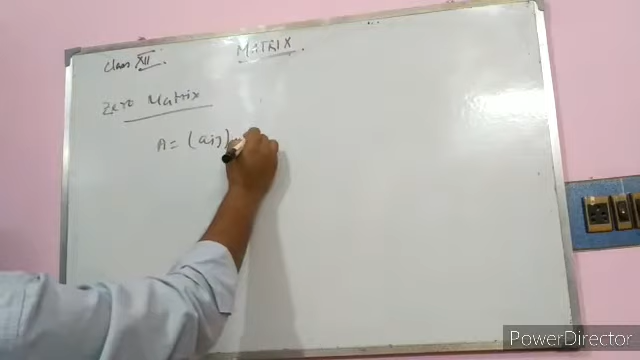 Class XII.
MATRIX.
Zero Matrix
A = (aij)
PowerDirector